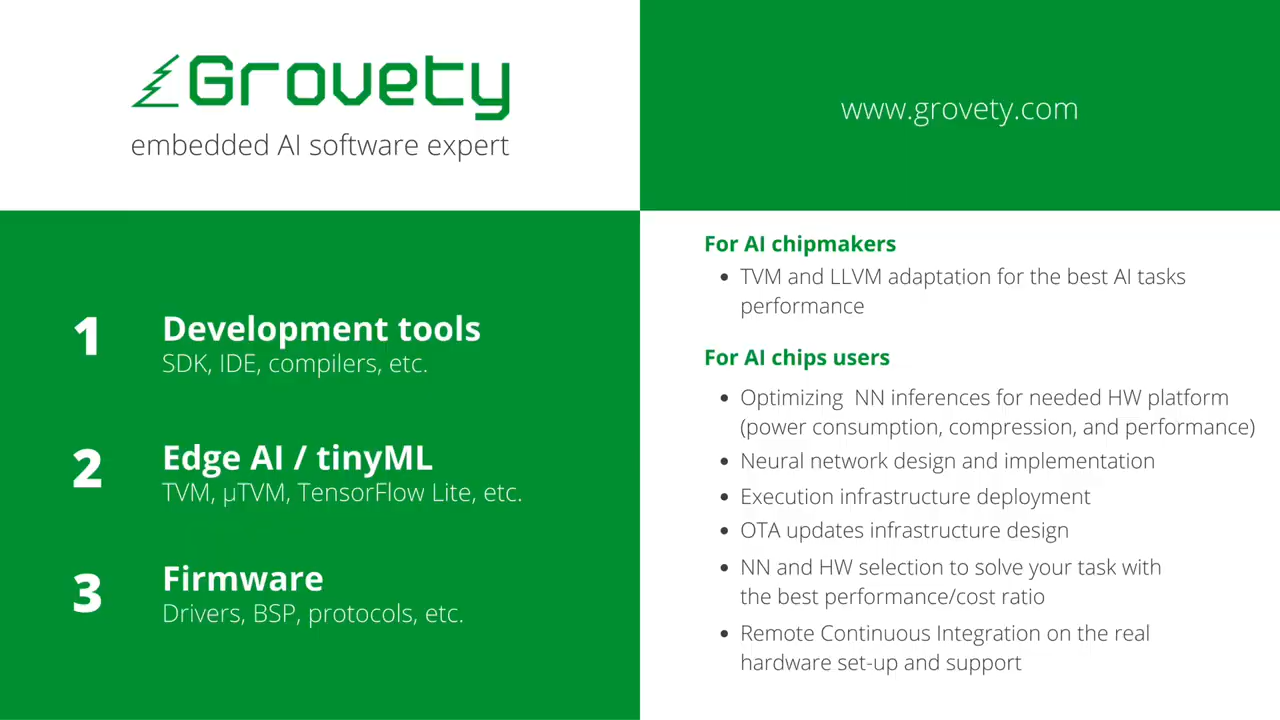 Grovety
embedded AI software expert
www.grovety.com
1
Development tools
SDK, IDE, compilers, etc.
2
Edge AI / tinyML
TVM, µTVM, TensorFlow Lite, etc.
3
Firmware
Drivers, BSP, protocols, etc.
For AI chipmakers
• TVM and LLVM adaptation for the best AI tasks
performance
For AI chips users
• Optimizing NN inferences for needed HW platform
(power consumption, compression, and performance)
• Neural network design and implementation
• Execution infrastructure deployment
• OTA updates infrastructure design
• NN and HW selection to solve your task with
the best performance/cost ratio
• Remote Continuous Integration on the real
hardware set-up and support